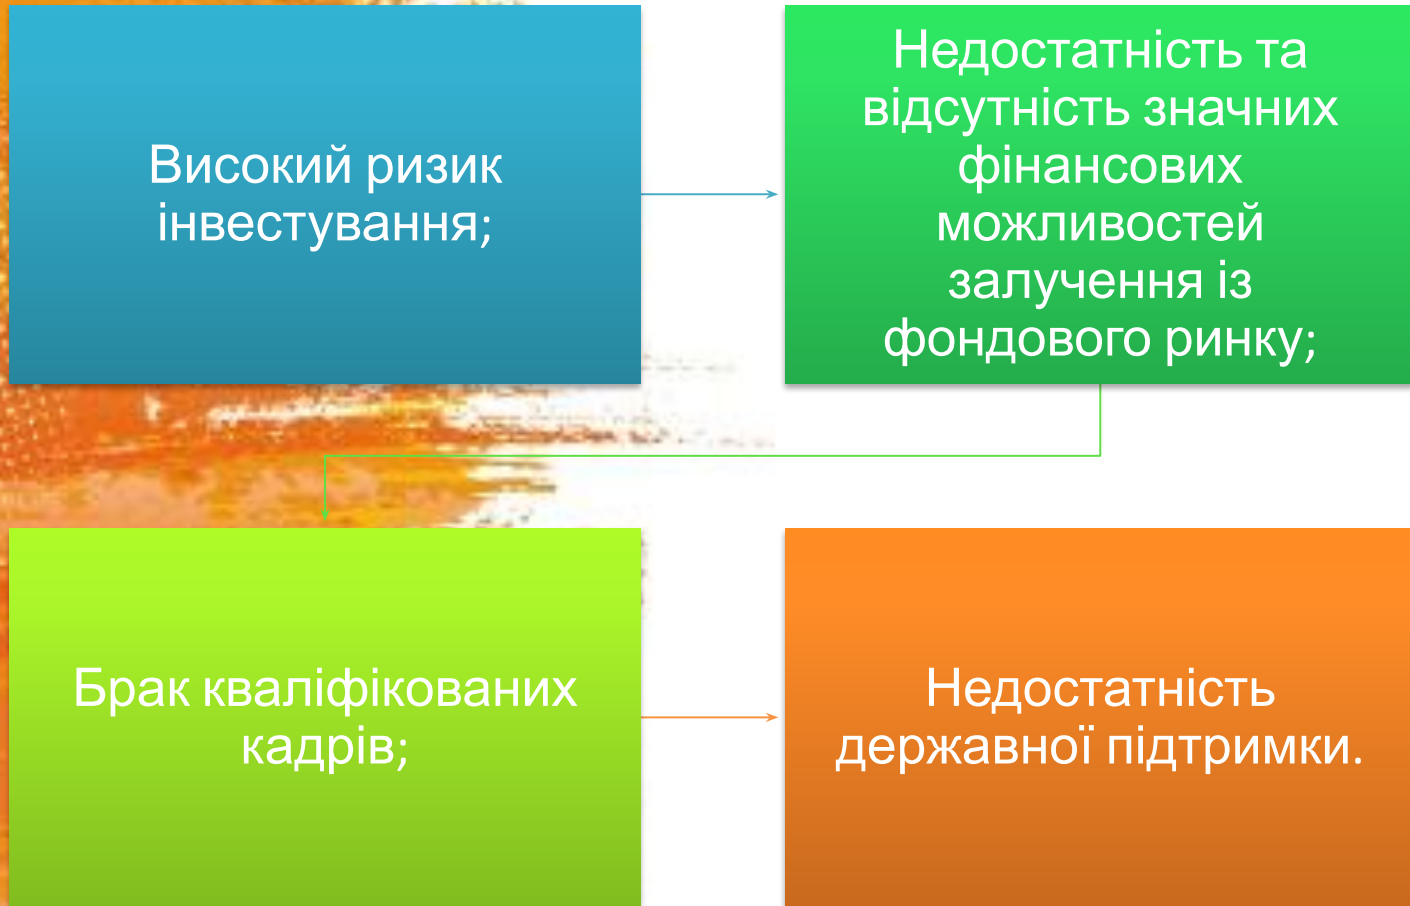 Високий ризик
інвестування;
Недостатність та
відсутність значних
фінансових
можливостей
залучення із
фондового ринку;
Брак кваліфікованих
кадрів;
Недостатність
державної підтримки.